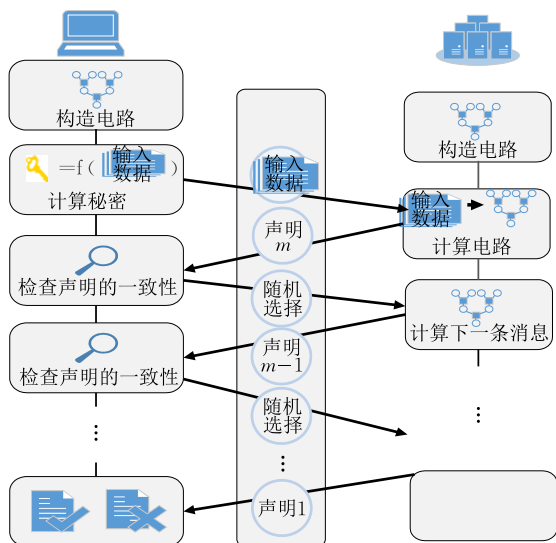 构造电路
=f(输入数据)
计算秘密
检查声明的一致性
检查声明的一致性
⋮
输入
数据
声明
m
随机
选择
声明
m-1
随机
选择
⋮
声明1
构造电路
输入
数据
计算电路
计算下一条消息
⋮